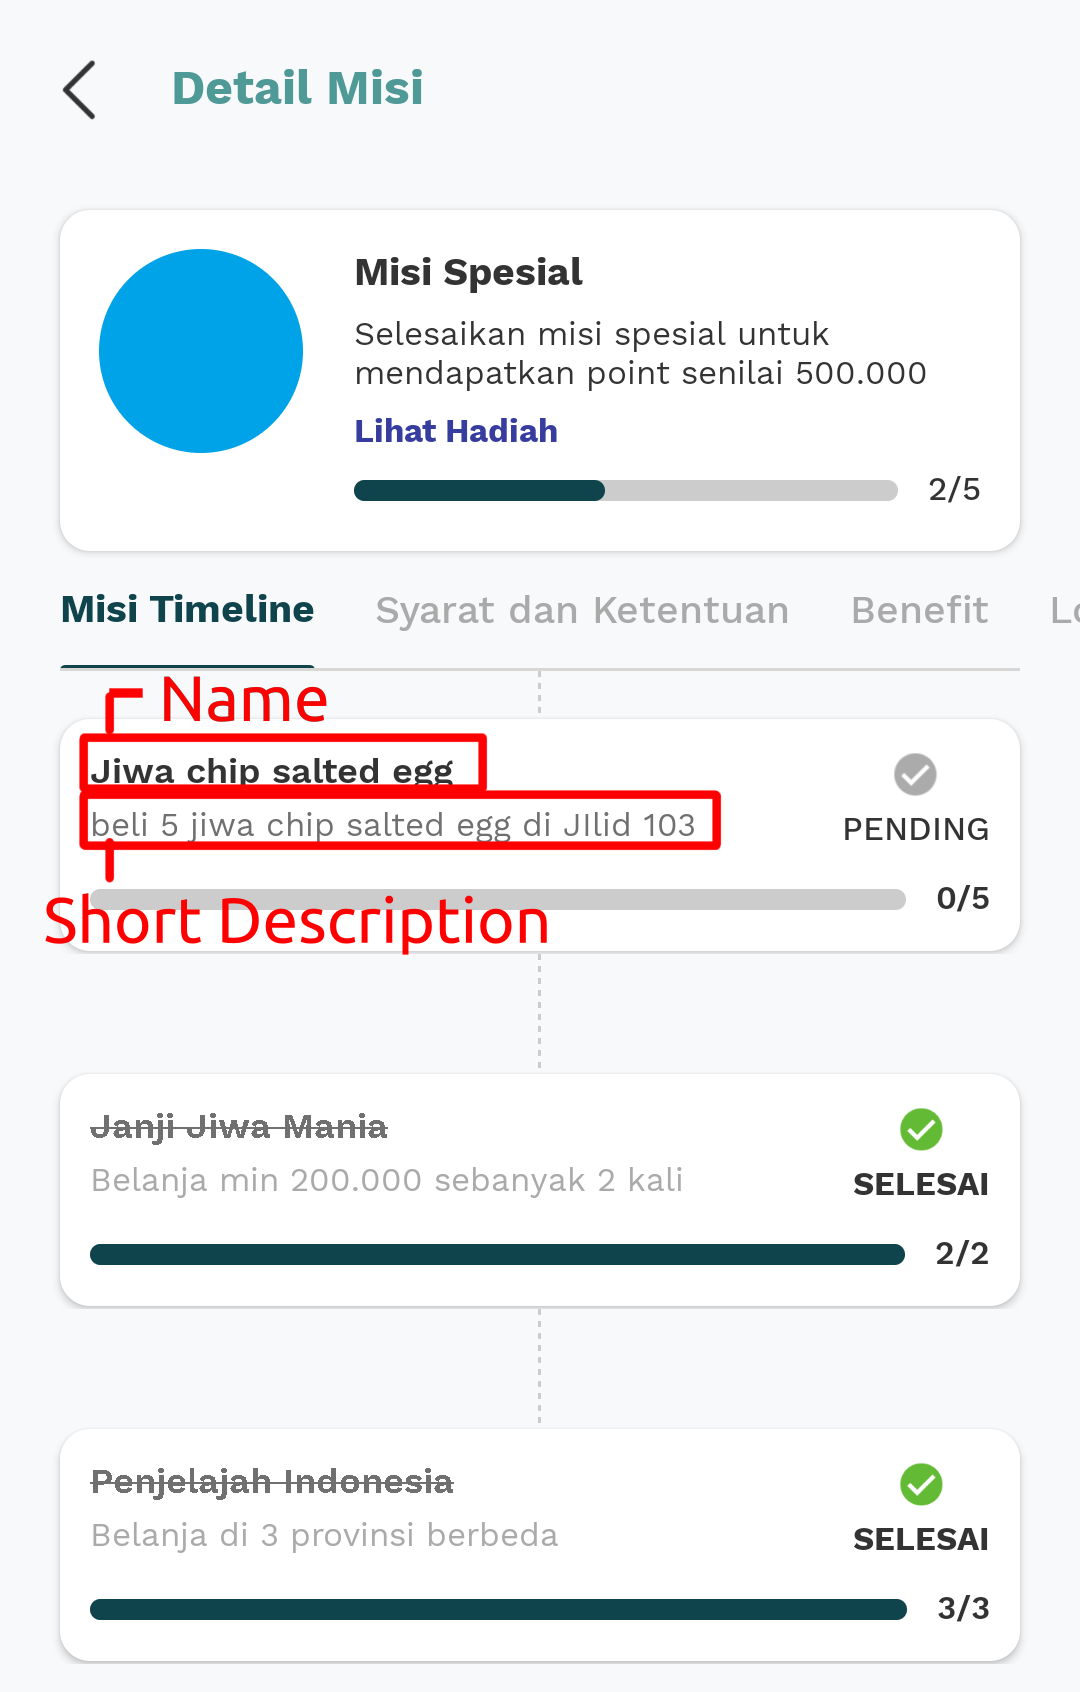 Detail Misi
Misi Spesial
Selesaikan misi spesial untuk
mendapatkan point senilai 500.000
Lihat Hadiah
2/5
Misi Timeline
Syarat dan Ketentuan
Benefit
Lo
Name
Jiwa chip salted egg
beli 5 jiwa chip salted egg di JIlid 103
PENDING
0/5
Short Description
Janji Jiwa Mania
Belanja min 200.000 sebanyak 2 kali
SELESAI
2/2
Penjelajah Indonesia
Belanja di 3 provinsi berbeda
SELESAI
3/3